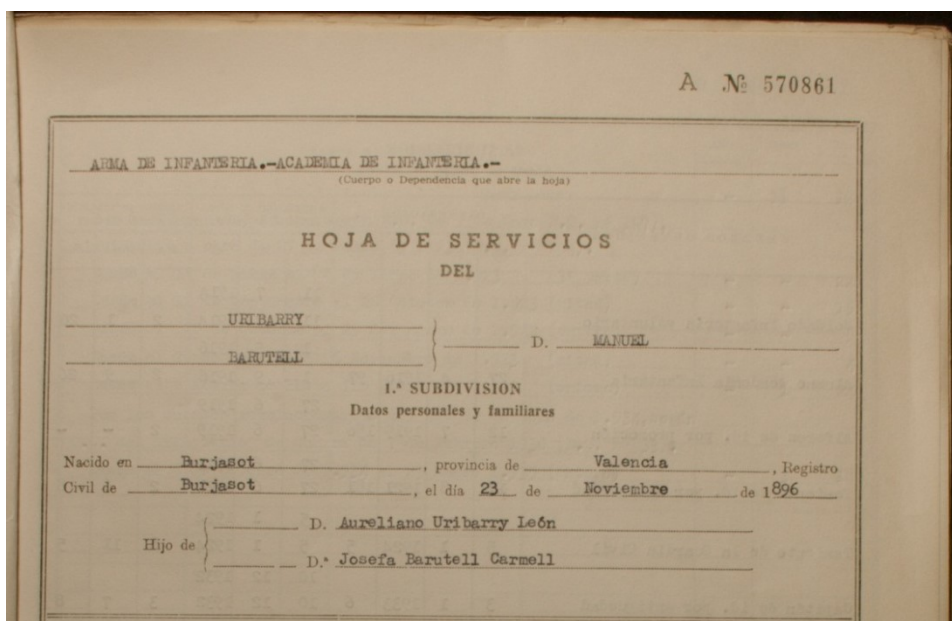 A Nº 570861
ARMA DE INFANTERIA.-ACADEMIA DE INFANTERIA.-
(Cuerpo o Dependencia que abre la hoja)
HOJA DE SERVICIOS
DEL
URIBARRY
D. MANUEL
BARUTELL
1.ª SUBDIVISION
Datos personales y familiares
Nacido en Burjasot, provincia de Valencia, Registro
Civil de Burjasot, el día 23 de Noviembre de 1896
D. Aureliano Uribarry León
Hijo de
D.ª Josefa Barutell Carmell